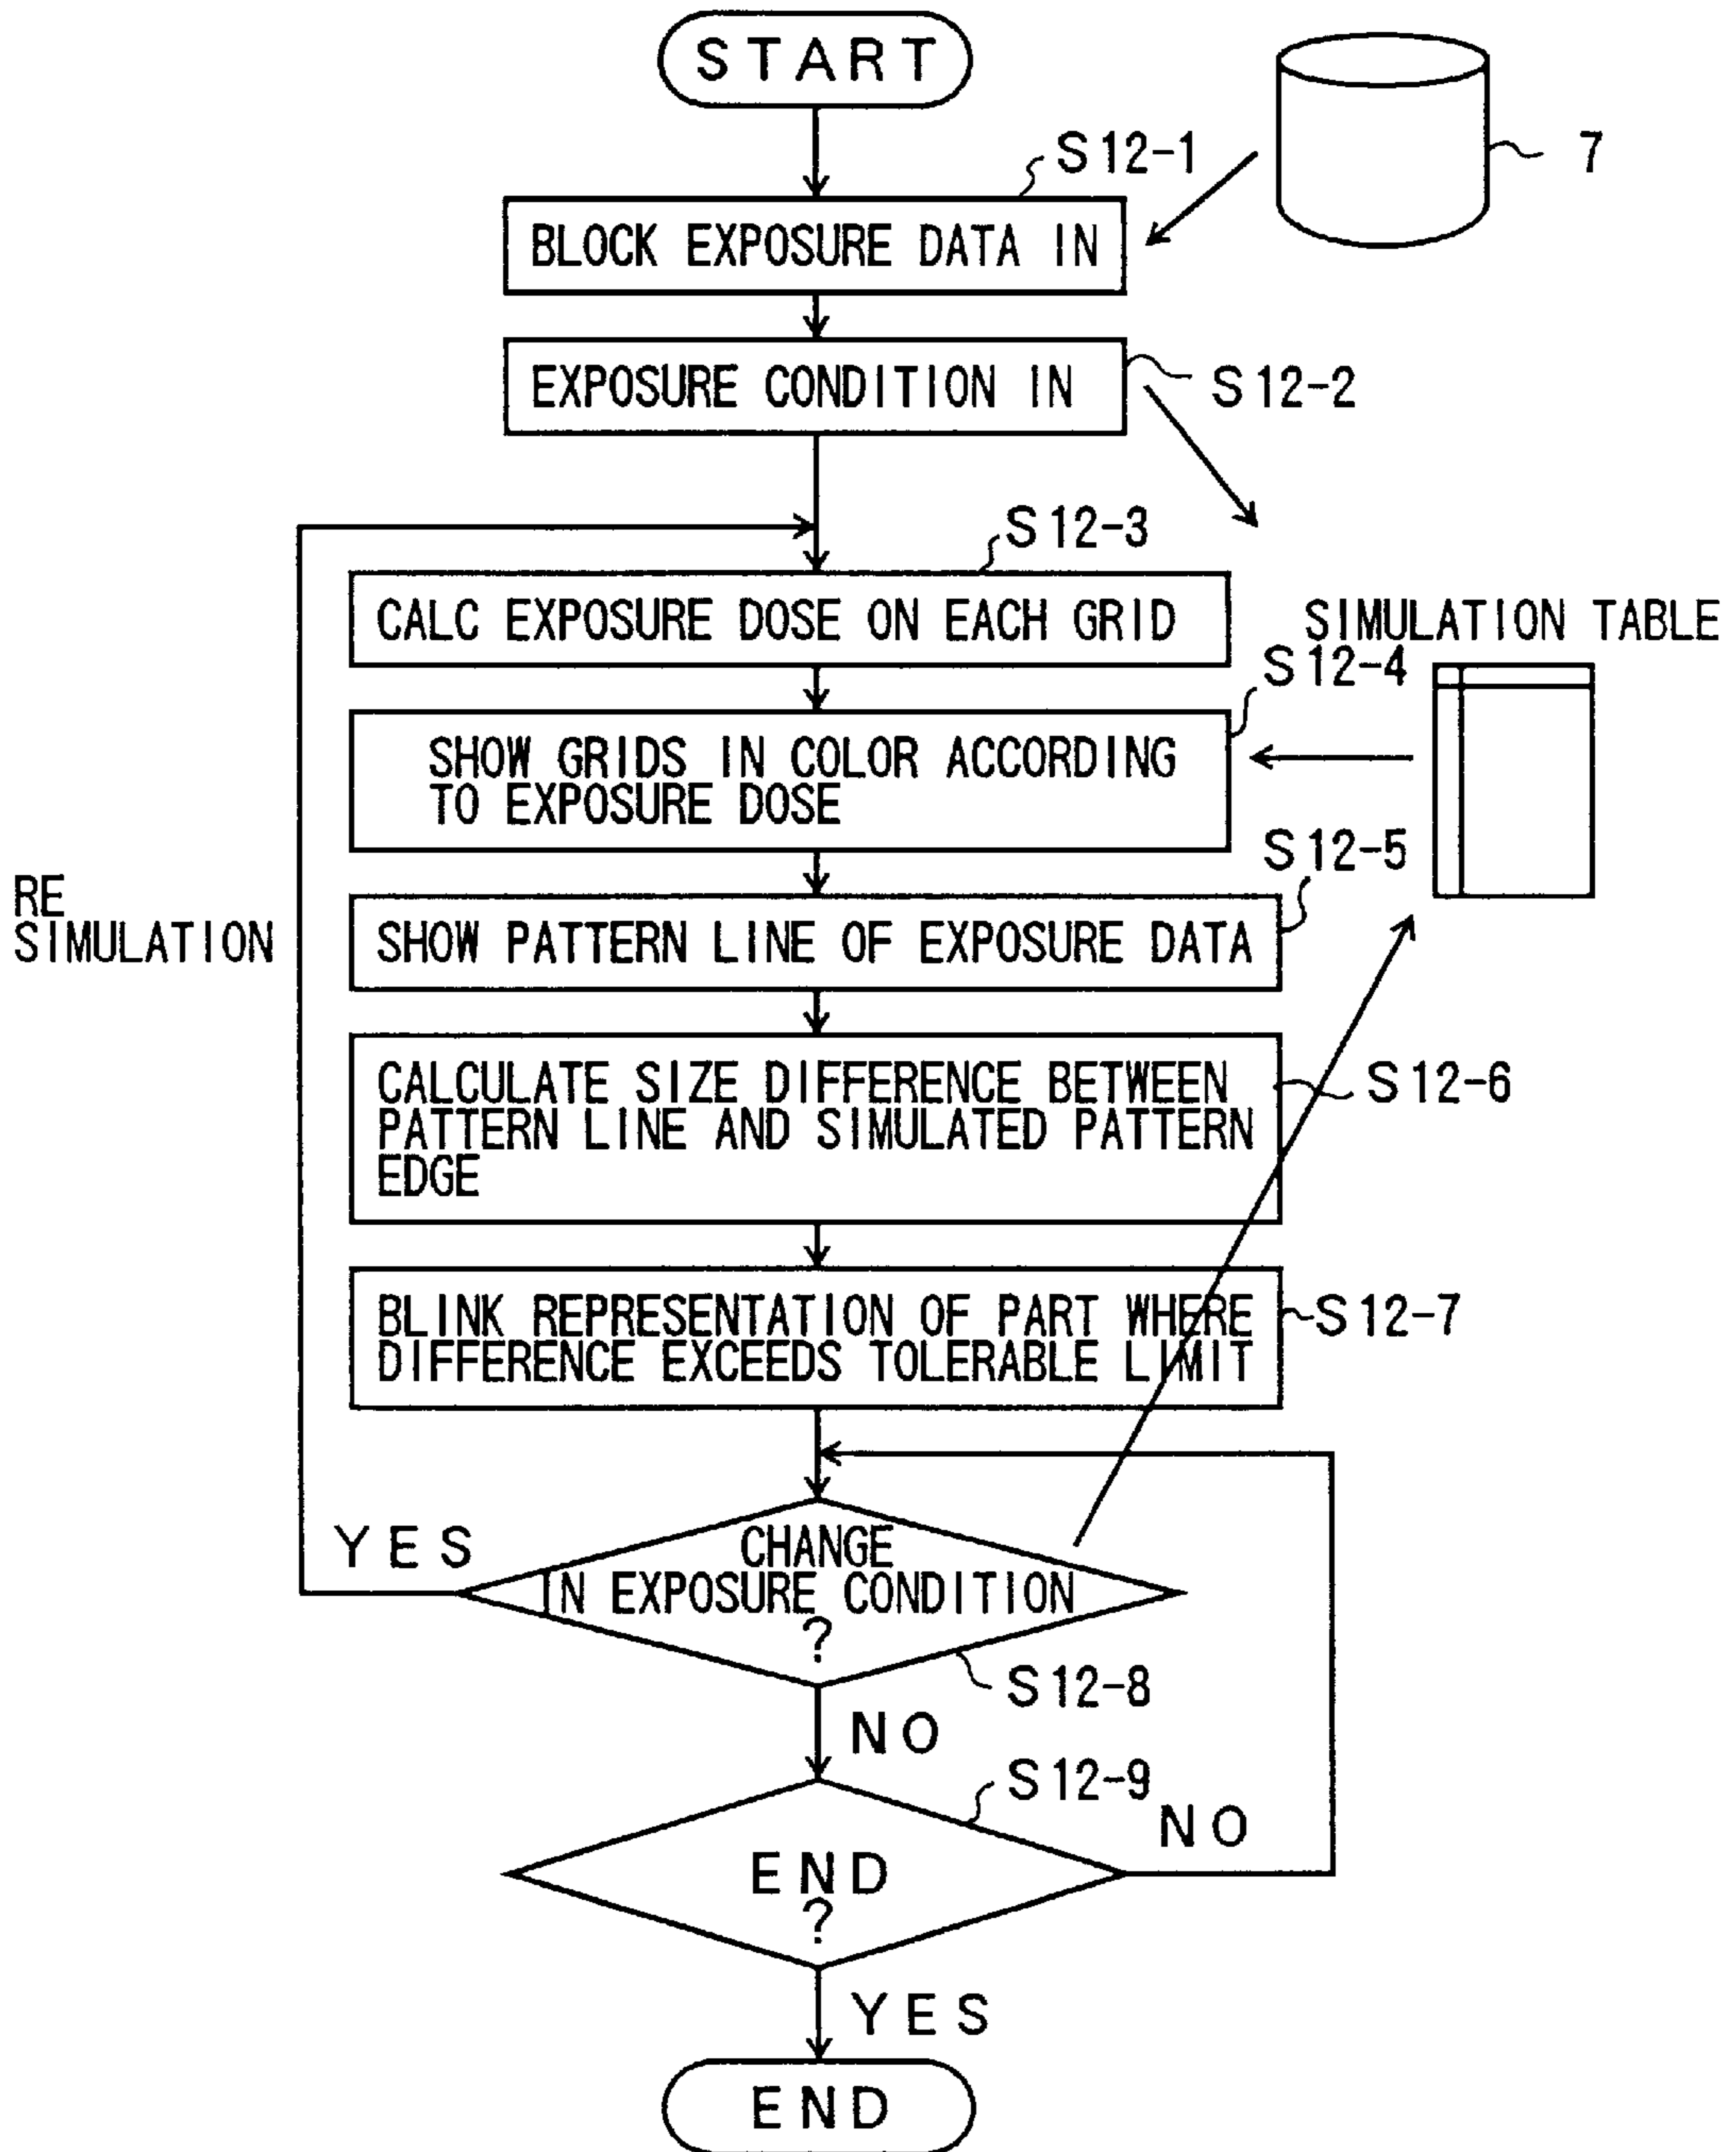 START
S12-1
7
BLOCK EXPOSURE DATA IN
EXPOSURE CONDITION IN
S12-2
S12-3
CALC EXPOSURE DOSE ON EACH GRID
SIMULATION TABLE
S12-4
SHOW GRIDS IN COLOR ACCORDING
TO EXPOSURE DOSE
S12-5
RE
SIMULATION
SHOW PATTERN LINE OF EXPOSURE DATA
CALCULATE SIZE DIFFERENCE BETWEEN
PATTERN LINE AND SIMULATED PATTERN
EDGE
S12-6
BLINK REPRESENTATION OF PART WHERE
DIFFERENCE EXCEEDS TOLERABLE LIMIT
S12-7
YES
CHANGE
IN EXPOSURE CONDITION
?
S12-8
NO
S12-9
NO
END
?
YES
END